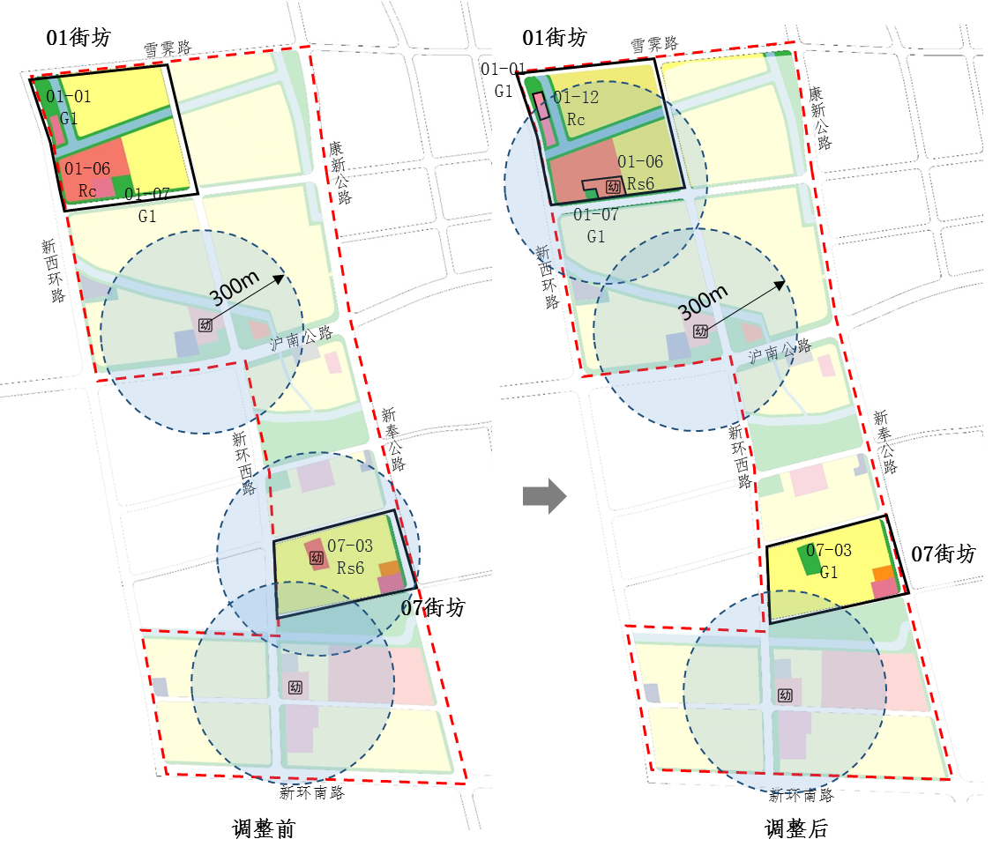 01街坊
雪霁路
01-01
G1
01-06
Rc
01-07
G1
康新公路
新西环路
300m
幼
沪南公路
新环西路
新奉公路
07-03
幼
Rs6
07街坊
幼
新环南路
调整前
01街坊
雪霁路
01-01
G1
01-12
Rc
01-06
幼
Rs6
01-07
G1
康新公路
新西环路
300m
幼
沪南公路
新环西路
新奉公路
07-03
G1
07街坊
幼
新环南路
调整后